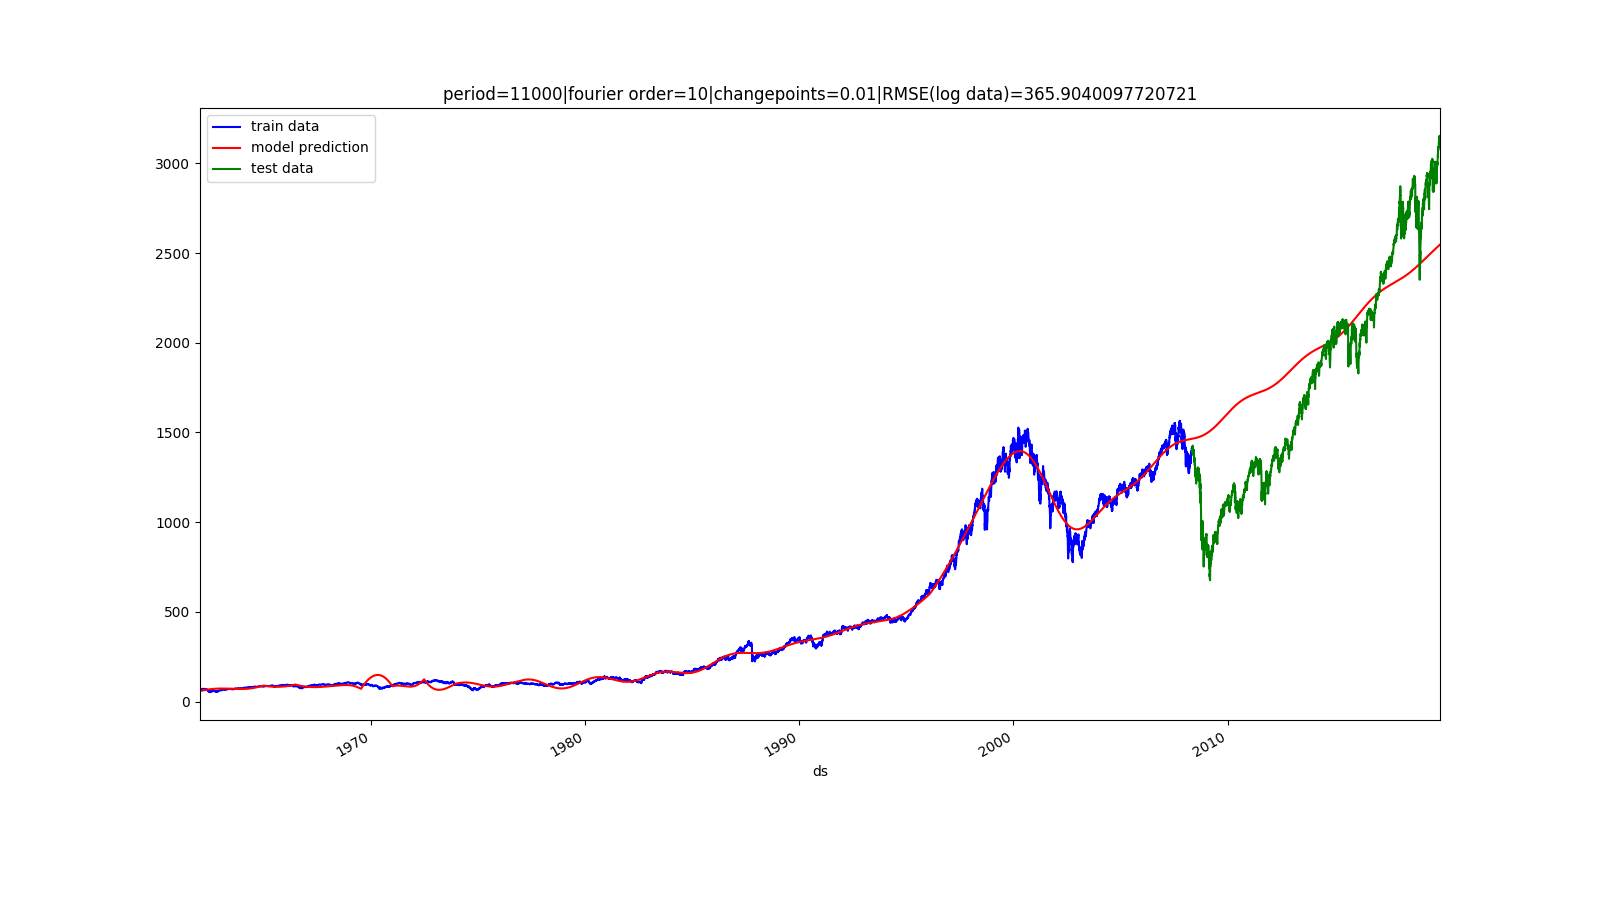 period=11000|fourier order=10|changepoints=0.01|RMSE(log data)=365.9040097720721
train data
model prediction
test data
3000
2500
2000
1500
1000
500
0
1970
1980
1990
2000
2010
ds